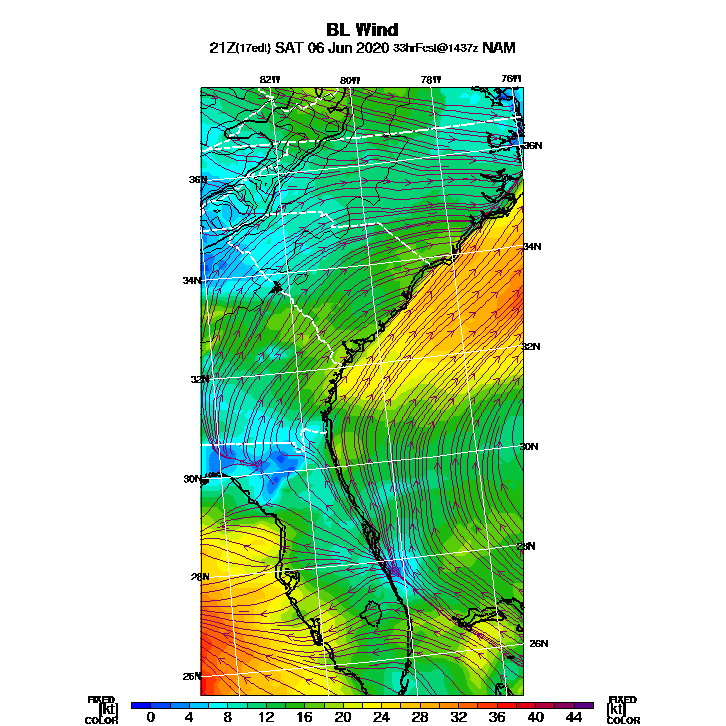 BL Wind
21Z(17edt) SAT 06 Jun 2020 33hrFcst@1437z NAM
82W 80W 78W 76W
36N
36N
34N
34N
32N
32N
30N
30N
28N
28N
26N
26N
FIXED [kt] COLOR
0 4 8 12 16 20 24 28 32 36 40 44
FIXED [kt] COLOR